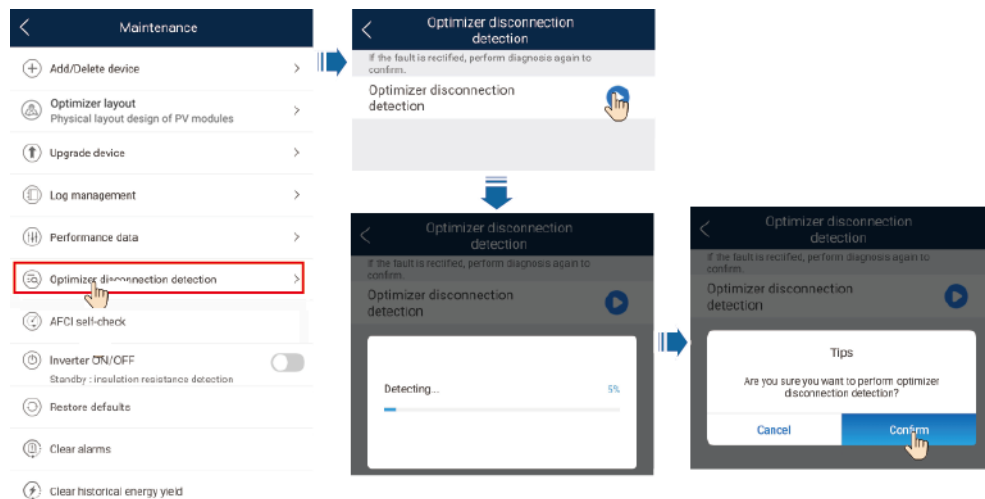 Maintenance
Add/Delete device
Optimizer layout
Physical layout design of PV modules
Upgrade device
Log management
Performance data
Optimizer disconnection detection
AFCI self-check
Inverter ON/OFF
Standby : insulation resistance detection
Restore defaults
Clear alarms
Clear historical energy yield
Optimizer disconnection
detection
If the fault is rectified, perform diagnosis again to
confirm.
Optimizer disconnection
detection
Optimizer disconnection
detection
If the fault is rectified, perform diagnosis again to
confirm.
Optimizer disconnection
detection
Detecting...
5%
Optimizer disconnection
detection
If the fault is rectified, perform diagnosis again to
confirm.
Optimizer disconnection
detection
Tips
Are you sure you want to perform optimizer
disconnection detection?
Cancel
Confirm